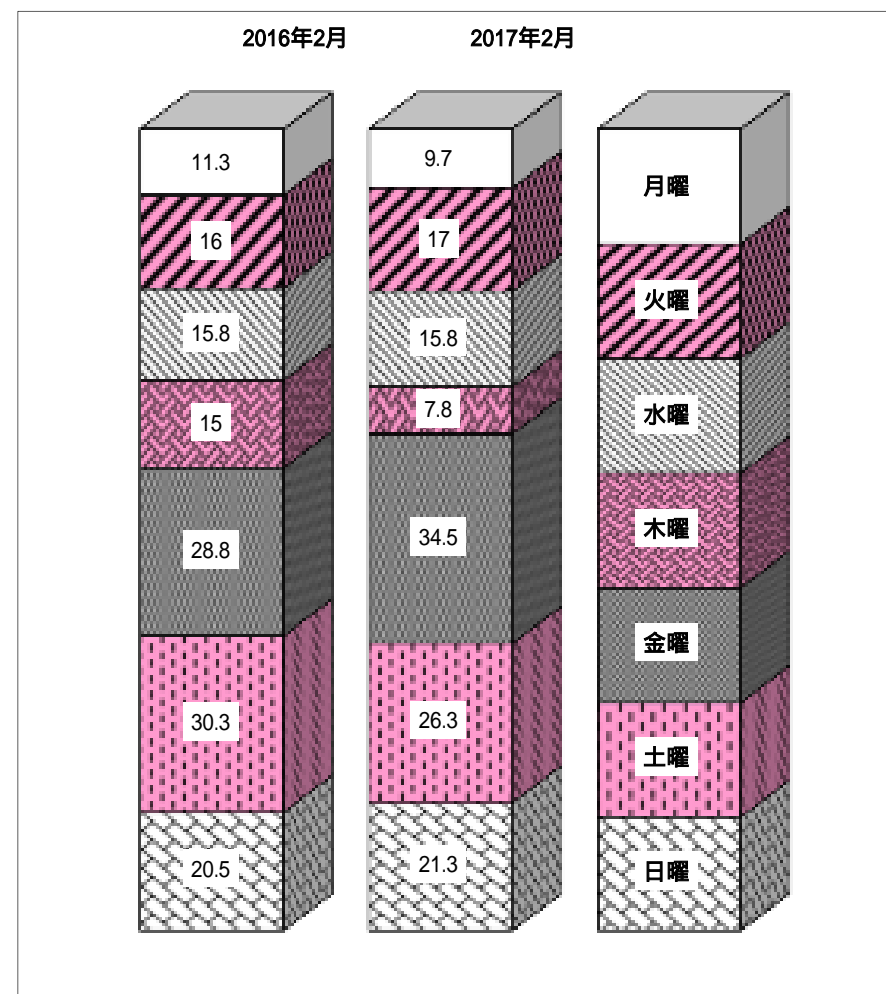 2016年2月 2017年2月
11.3 9.7 月曜
16 17 火曜
15.8 15.8 水曜
15 7.8 木曜
28.8 34.5 金曜
30.3 26.3 土曜
20.5 21.3 日曜